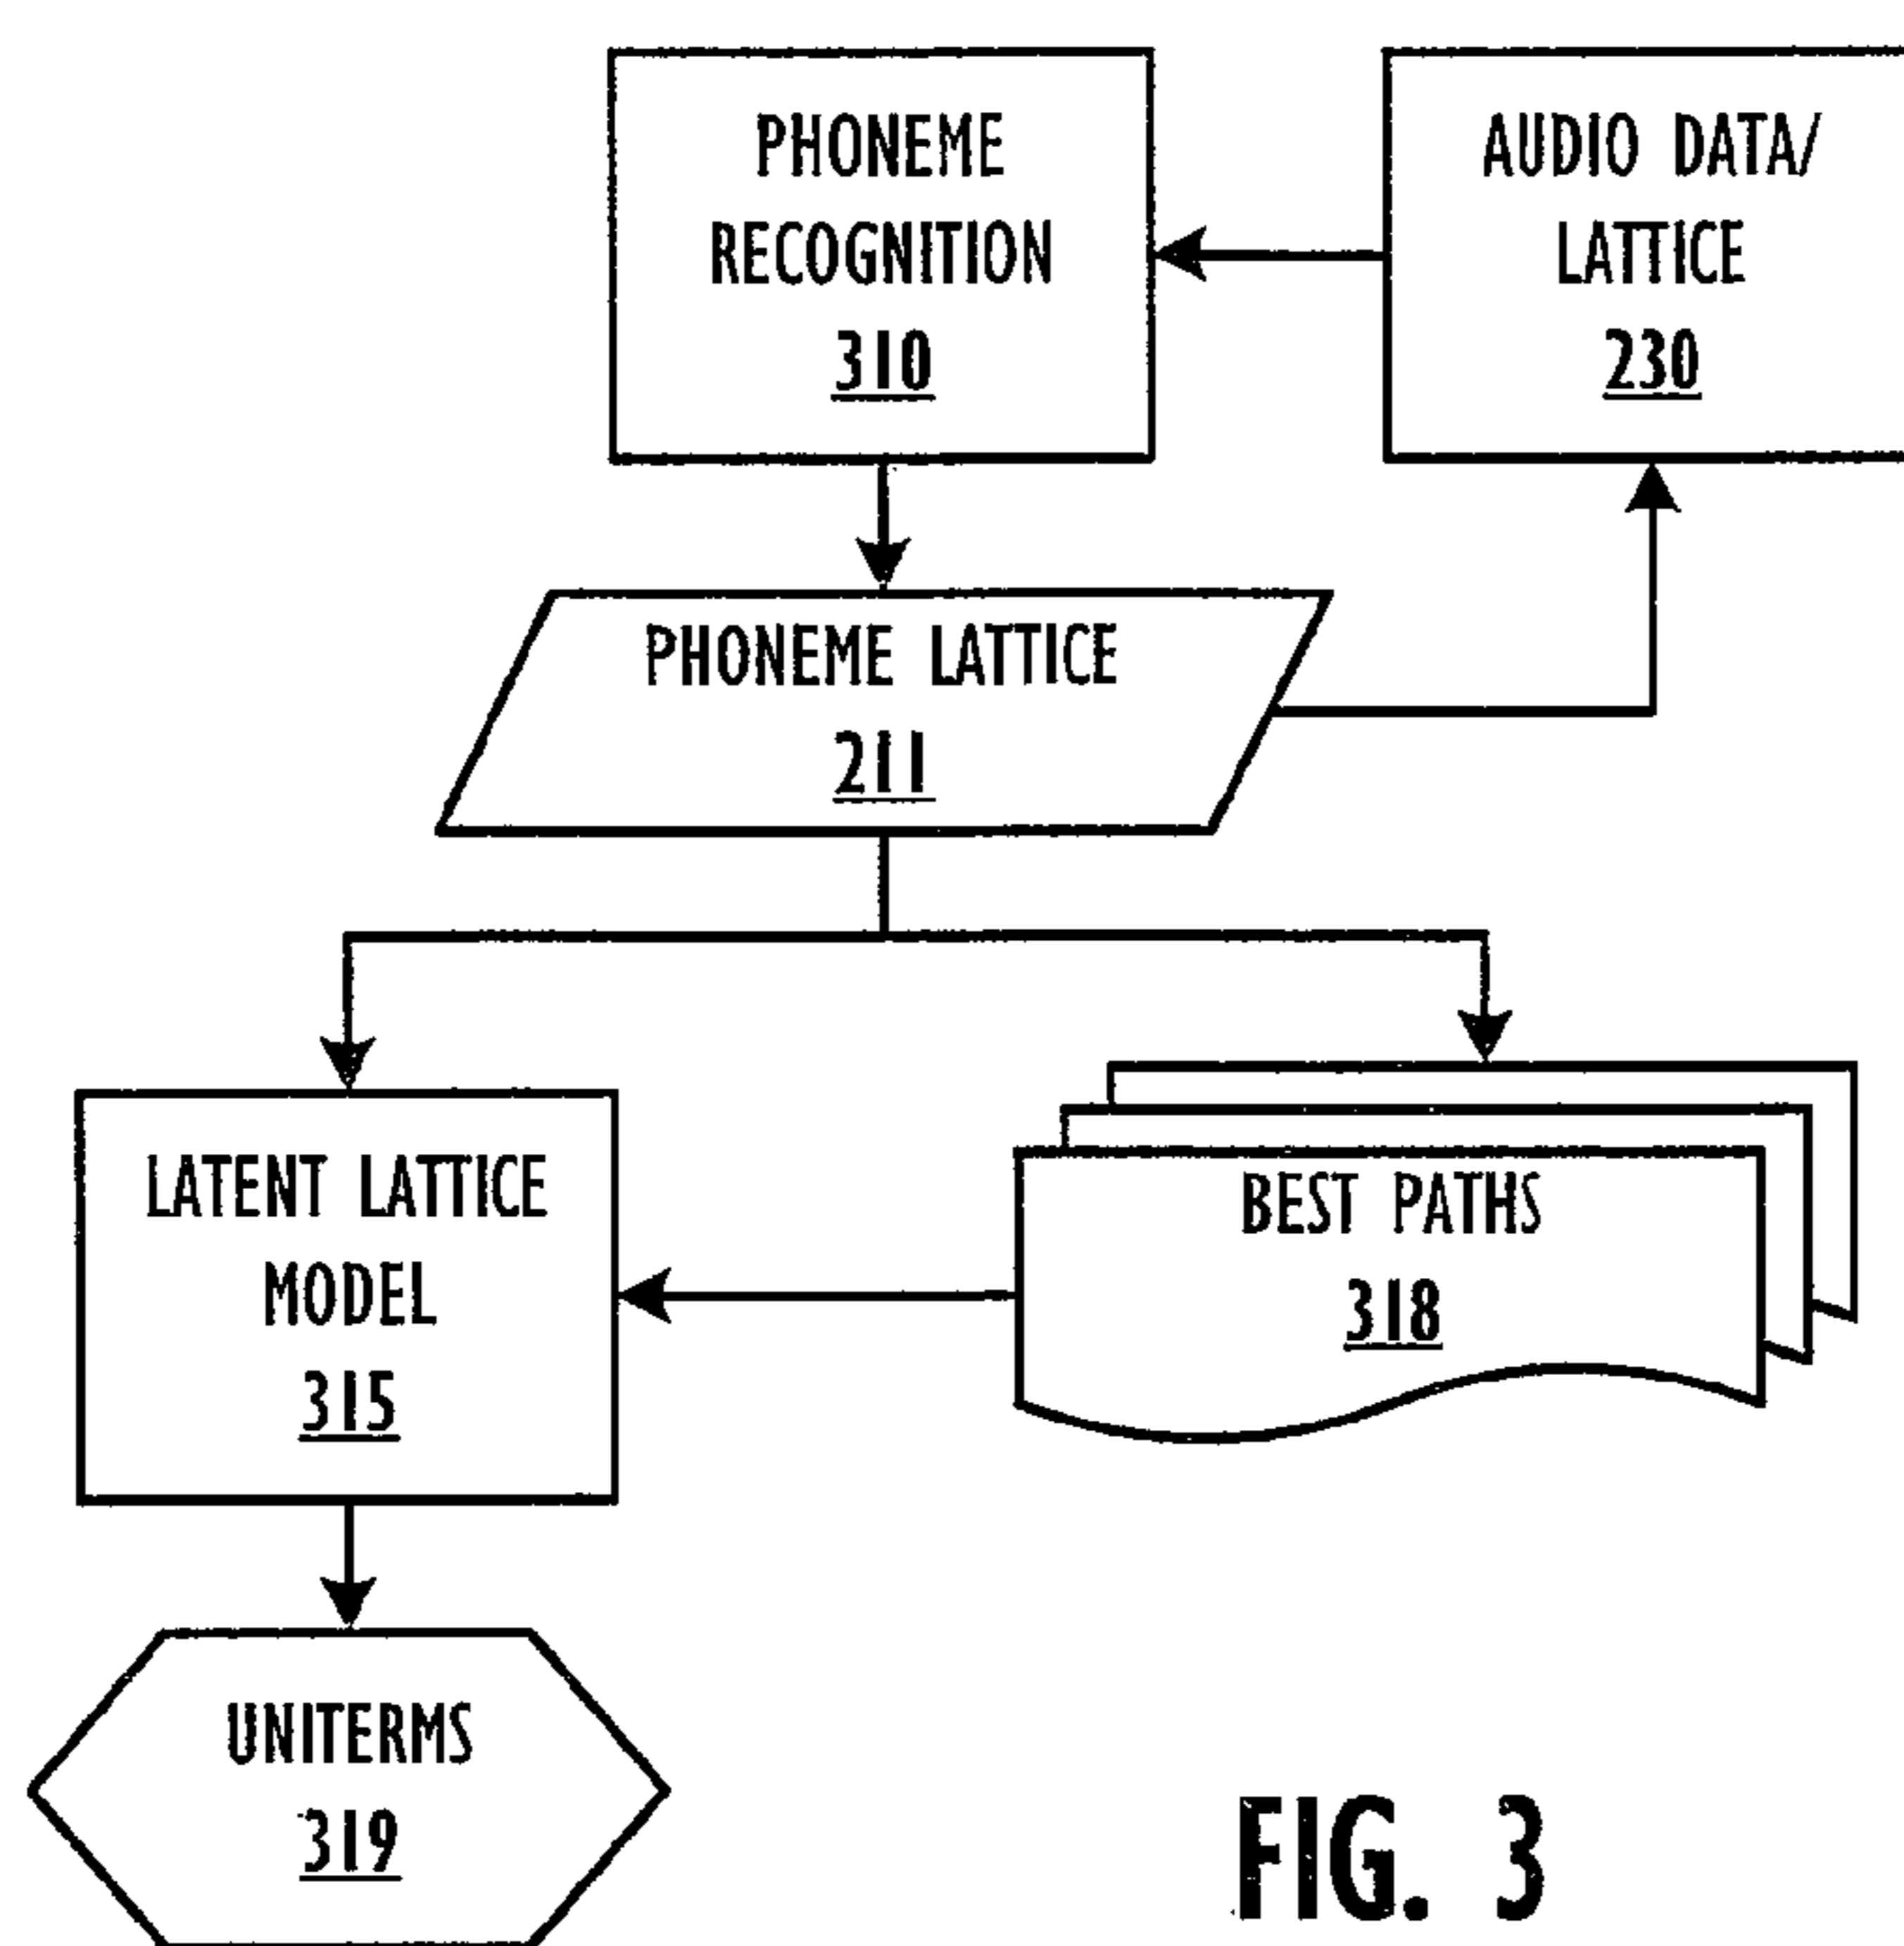 PHONEME
RECOGNITION
310
AUDIO DATA/
LATTICE
230
PHONEME LATTICE
211
LATENT LATTICE
MODEL
315
BEST PATHS
318
UNITERMS
319
FIG. 3